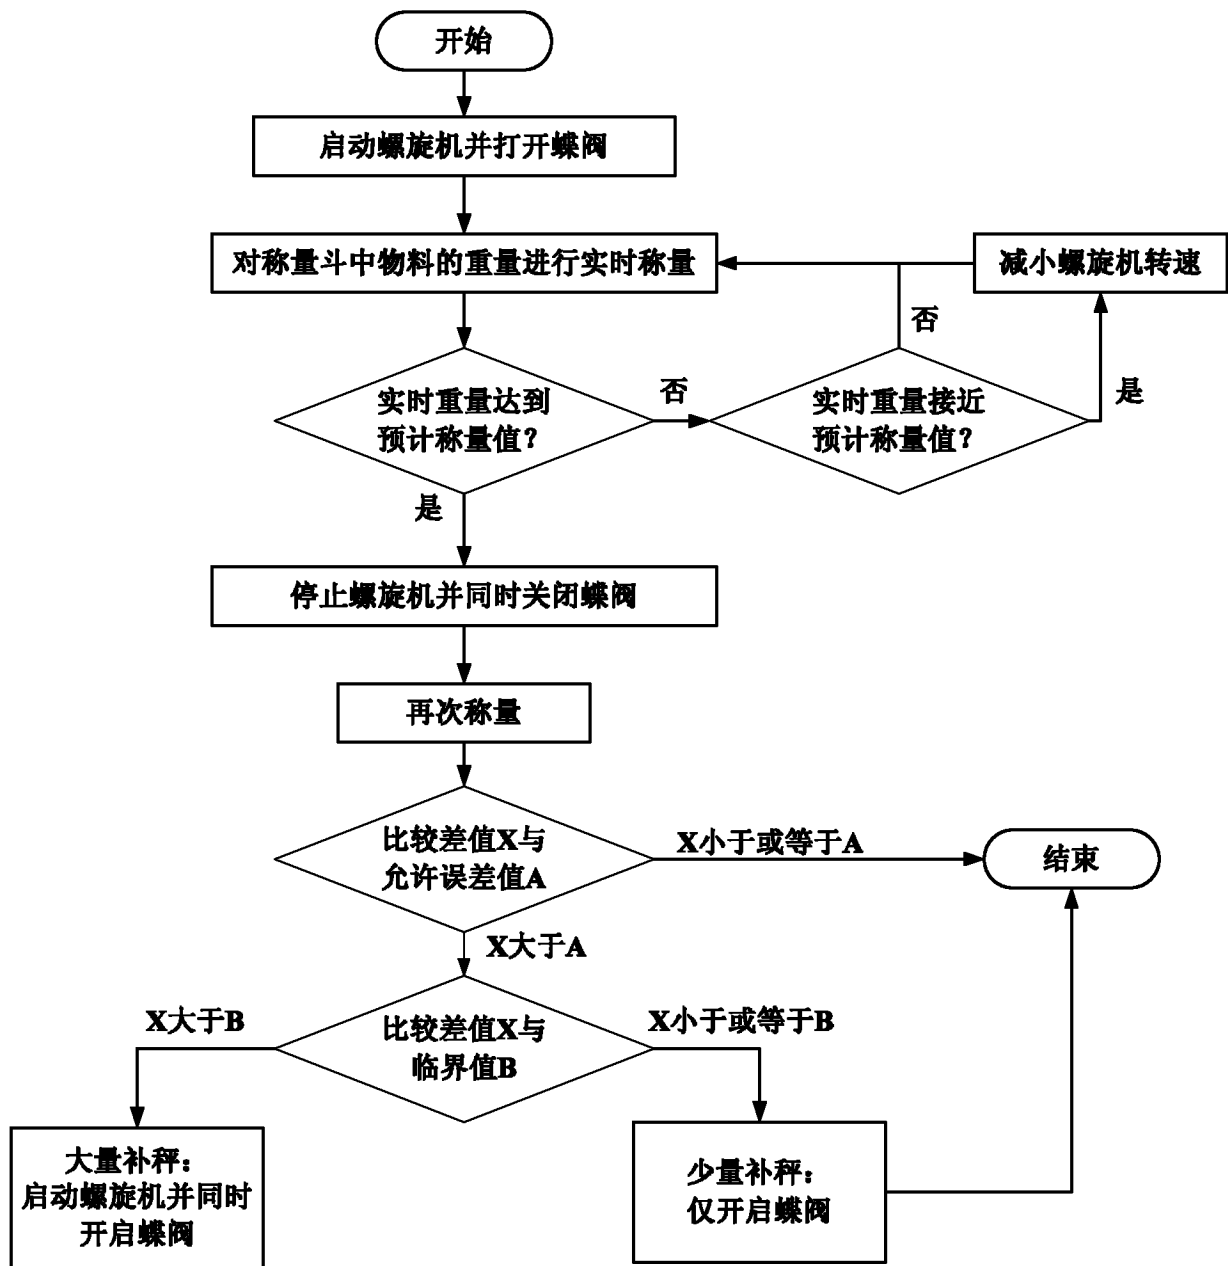 开始
启动螺旋机并打开蝶阀
对称量斗中物料的重量进行实时称量
减小螺旋机转速
否
实时重量达到
预计称量值？
否
实时重量接近
预计称量值？
是
是
停止螺旋机并同时关闭蝶阀
再次称量
比较差值X与
允许误差值A
X小于或等于A
结束
X大于A
X大于B
比较差值X与
临界值B
X小于或等于B
大量补秤：
启动螺旋机并同时
开启蝶阀
少量补秤：
仅开启蝶阀